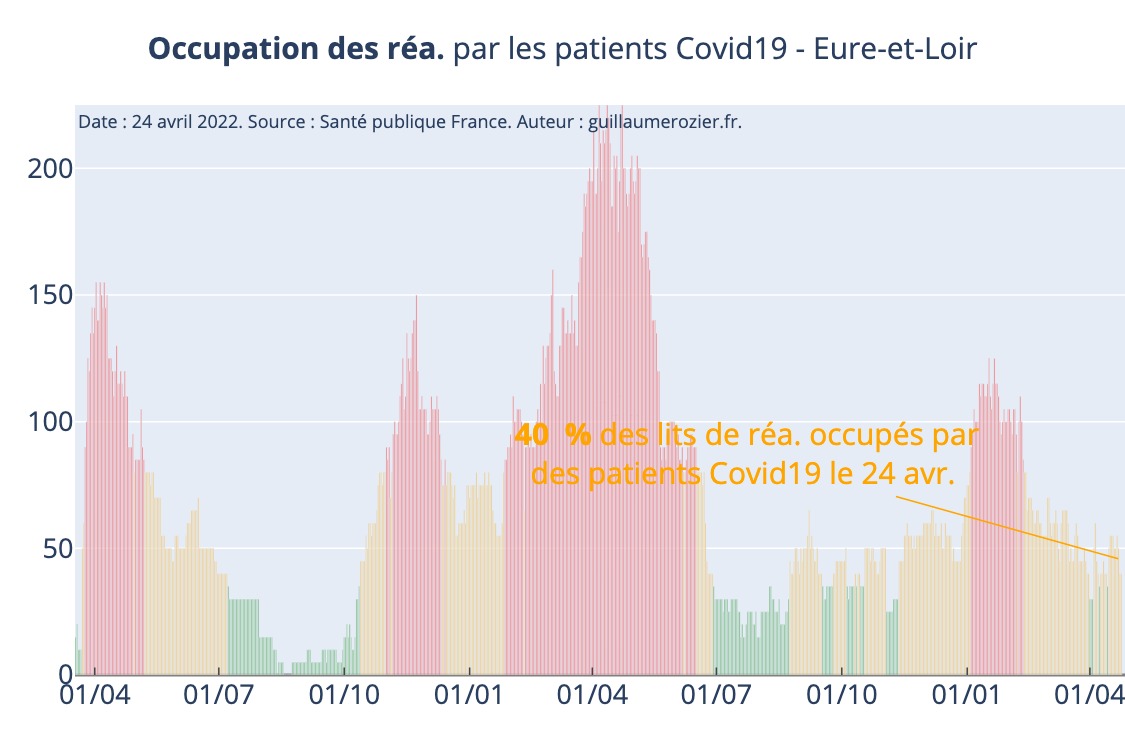 Occupation des réa. par les patients Covid19 - Eure-et-Loir
Date : 24 avril 2022. Source : Santé publique France. Auteur : guillaumerozier.fr.
200
150
100
40 % des lits de réa. occupés par
des patients Covid19 le 24 avr.
50
0
01/04 01/07 01/10 01/01 01/04 01/07 01/10 01/01 01/04